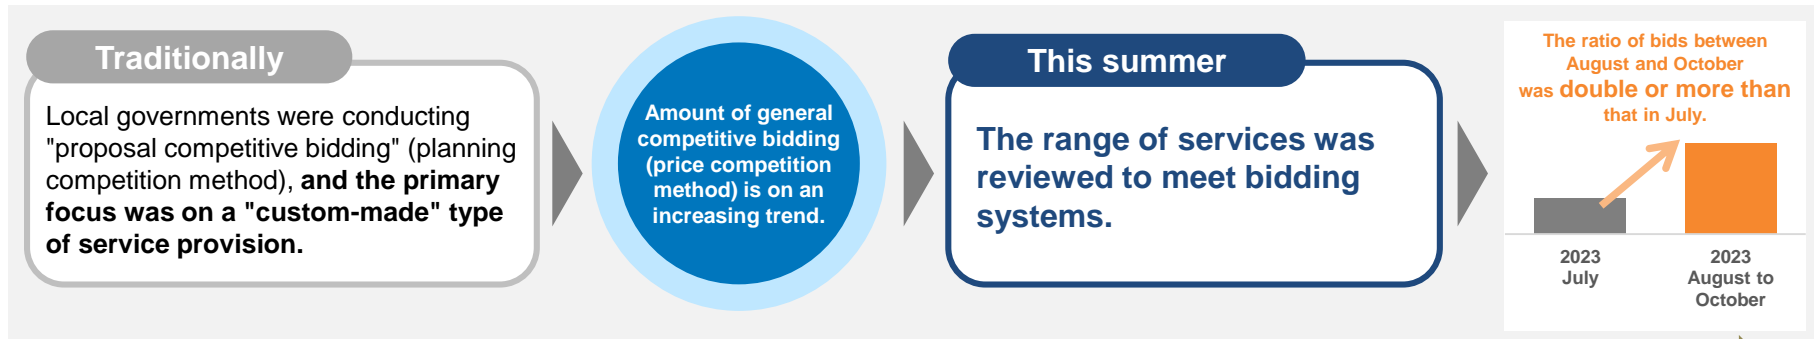 Traditionally
Local governments were conducting
"proposal competitive bidding" (planning
competition method), and the primary
focus was on a "custom-made" type
of service provision.
Amount of general
competitive bidding
(price competition
method) is on an
increasing trend.
This summer
The range of services was
reviewed to meet bidding
systems.
The ratio of bids between
August and October
was double or more than
that in July.
2023
July
2023
August to
October